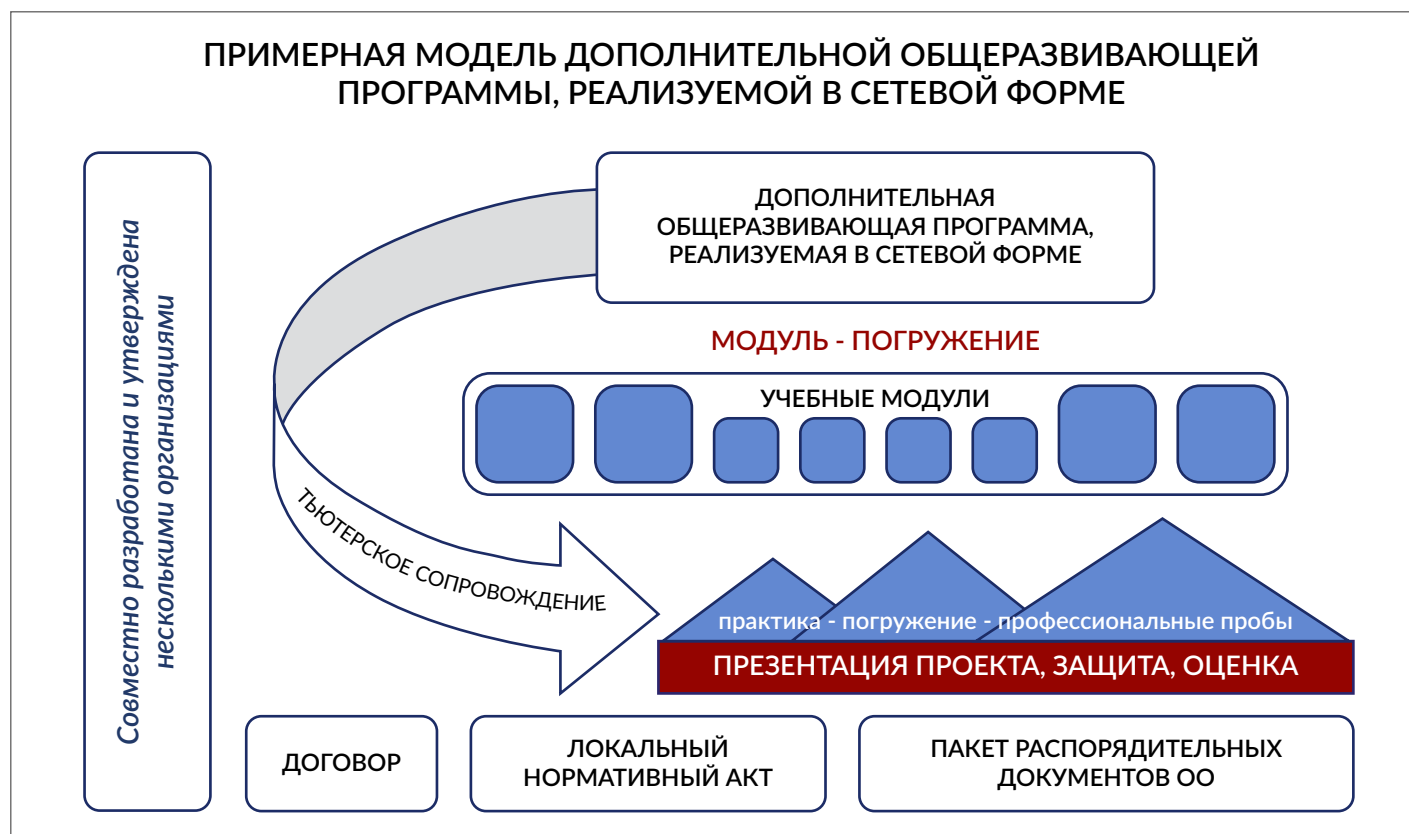 ПРИМЕРНАЯ МОДЕЛЬ ДОПОЛНИТЕЛЬНОЙ ОБЩЕРАЗВИВАЮЩЕЙ
ПРОГРАММЫ, РЕАЛИЗУЕМОЙ В СЕТЕВОЙ ФОРМЕ
Совместно разработана и утверждена
несколькими организациями
ДОПОЛНИТЕЛЬНАЯ
ОБЩЕРАЗВИВАЮЩАЯ ПРОГРАММА,
РЕАЛИЗУЕМАЯ В СЕТЕВОЙ ФОРМЕ
МОДУЛЬ - ПОГРУЖЕНИЕ
УЧЕБНЫЕ МОДУЛИ
ТЬЮТЕРСКОЕ СОПРОВОЖДЕНИЕ
практика - погружение - профессиональные пробы
ПРЕЗЕНТАЦИЯ ПРОЕКТА, ЗАЩИТА, ОЦЕНКА
ДОГОВОР
ЛОКАЛЬНЫЙ
НОРМАТИВНЫЙ АКТ
ПАКЕТ РАСПОРЯДИТЕЛЬНЫХ
ДОКУМЕНТОВ ОО